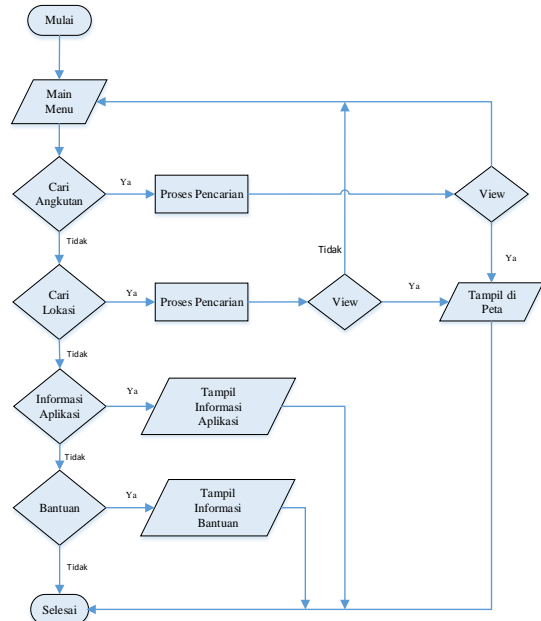 Mulai
Main
Menu
Cari
Angkutan
Ya
Proses Pencarian
View
Tidak
Ya
Tidak
Cari
Lokasi
Ya
Proses Pencarian
View
Ya
Tampil di
Peta
Tidak
Informasi
Aplikasi
Ya
Tampil
Informasi
Aplikasi
Tidak
Bantuan
Ya
Tampil
Informasi
Bantuan
Tidak
Selesai